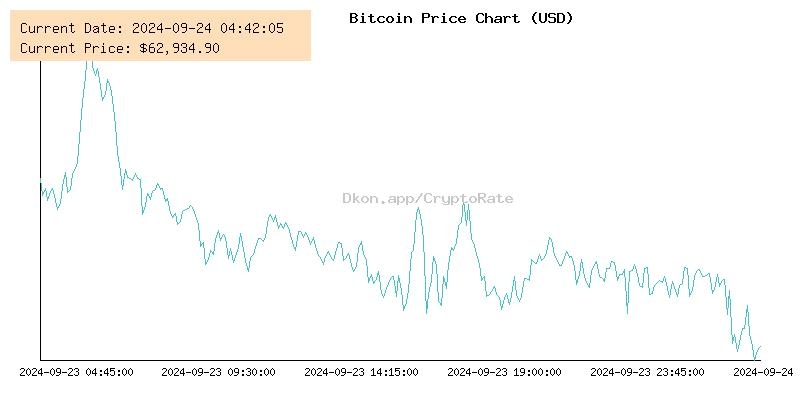 Bitcoin Price Chart (USD)
Current Date: 2024-09-24 04:42:05
Current Price: $62,934.90
Dkon.app/CryptoRate
2024-09-23 04:45:00 2024-09-23 09:30:00 2024-09-23 14:15:00 2024-09-23 19:00:00 2024-09-23 23:45:00 2024-09-24